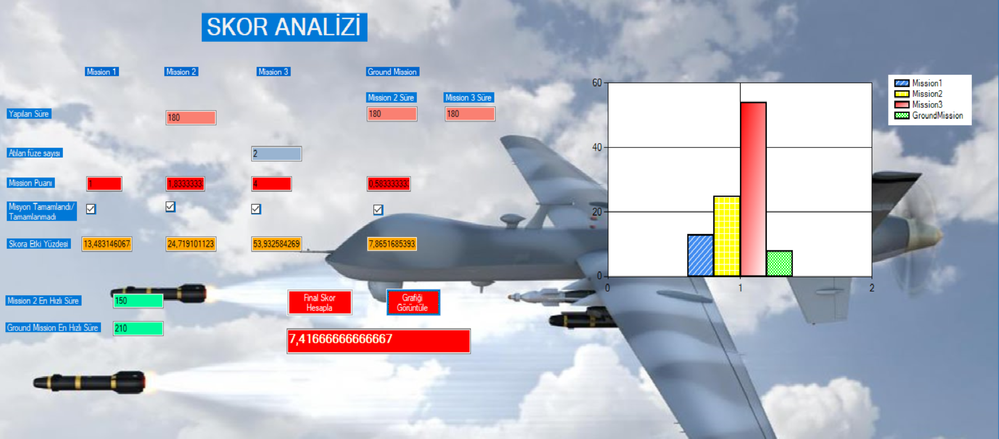 SKOR ANALİZİ
Mission 1
Mission 2
Mission 3
Ground Mission
Mission 2 Süre
Mission 3 Süre
Yapılan Süre
180
180
180
Atılan füze sayısı
2
Mission Puanı
1
1,83333333
4
0,583333333
Misyon Tamamlandı/
Tamamlanmadı
Skora Etki Yüzdesi
13,4831460674
24,719101123
53,932584269
7,8651685393
Mission 2 En Hızlı Süre
150
Ground Mission En Hızlı Süre
210
Final Skor
Hesapla
Grafiği
Görüntüle
7,41666666666667
60
40
20
0
0
1
2
Mission1
Mission2
Mission3
GroundMission